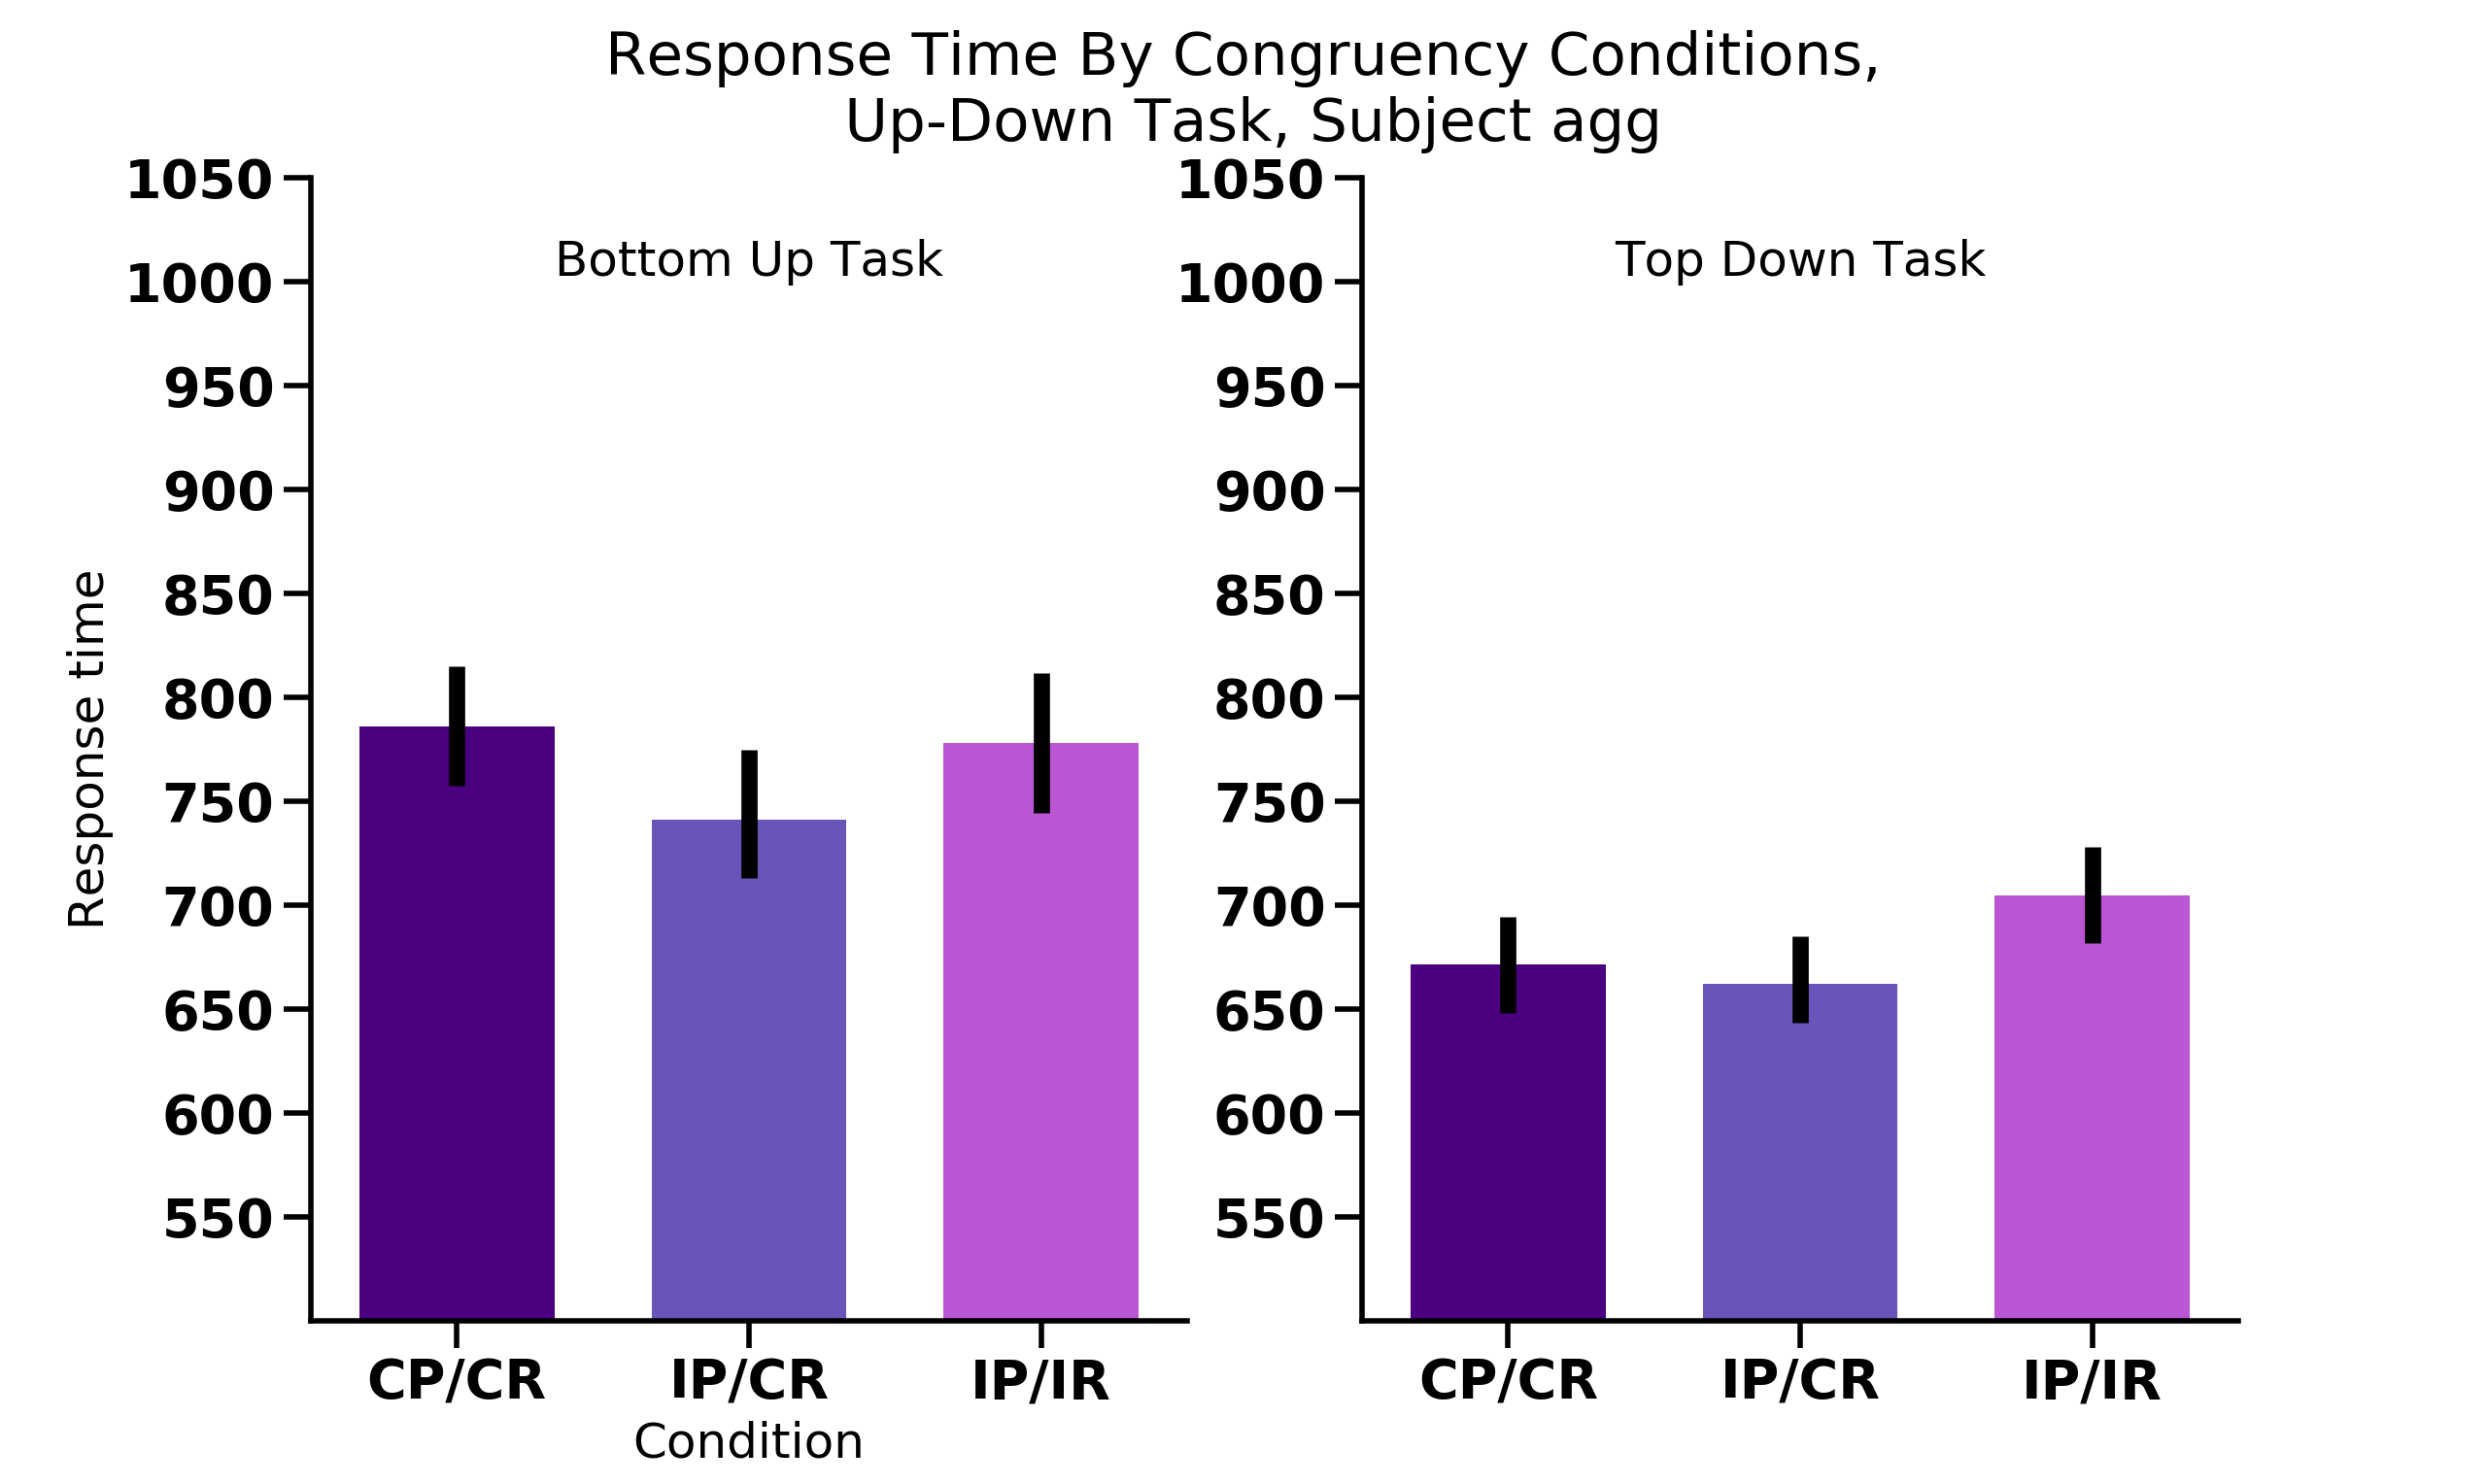 Response Time By Congruency Conditions,
Up-Down Task, Subject agg
Bottom Up Task
1050
1000
950
900
850
800
750
700
650
600
550
Response time
CP/CR
IP/CR
IP/IR
Condition
Top Down Task
1050
1000
950
900
850
800
750
700
650
600
550
CP/CR
IP/CR
IP/IR